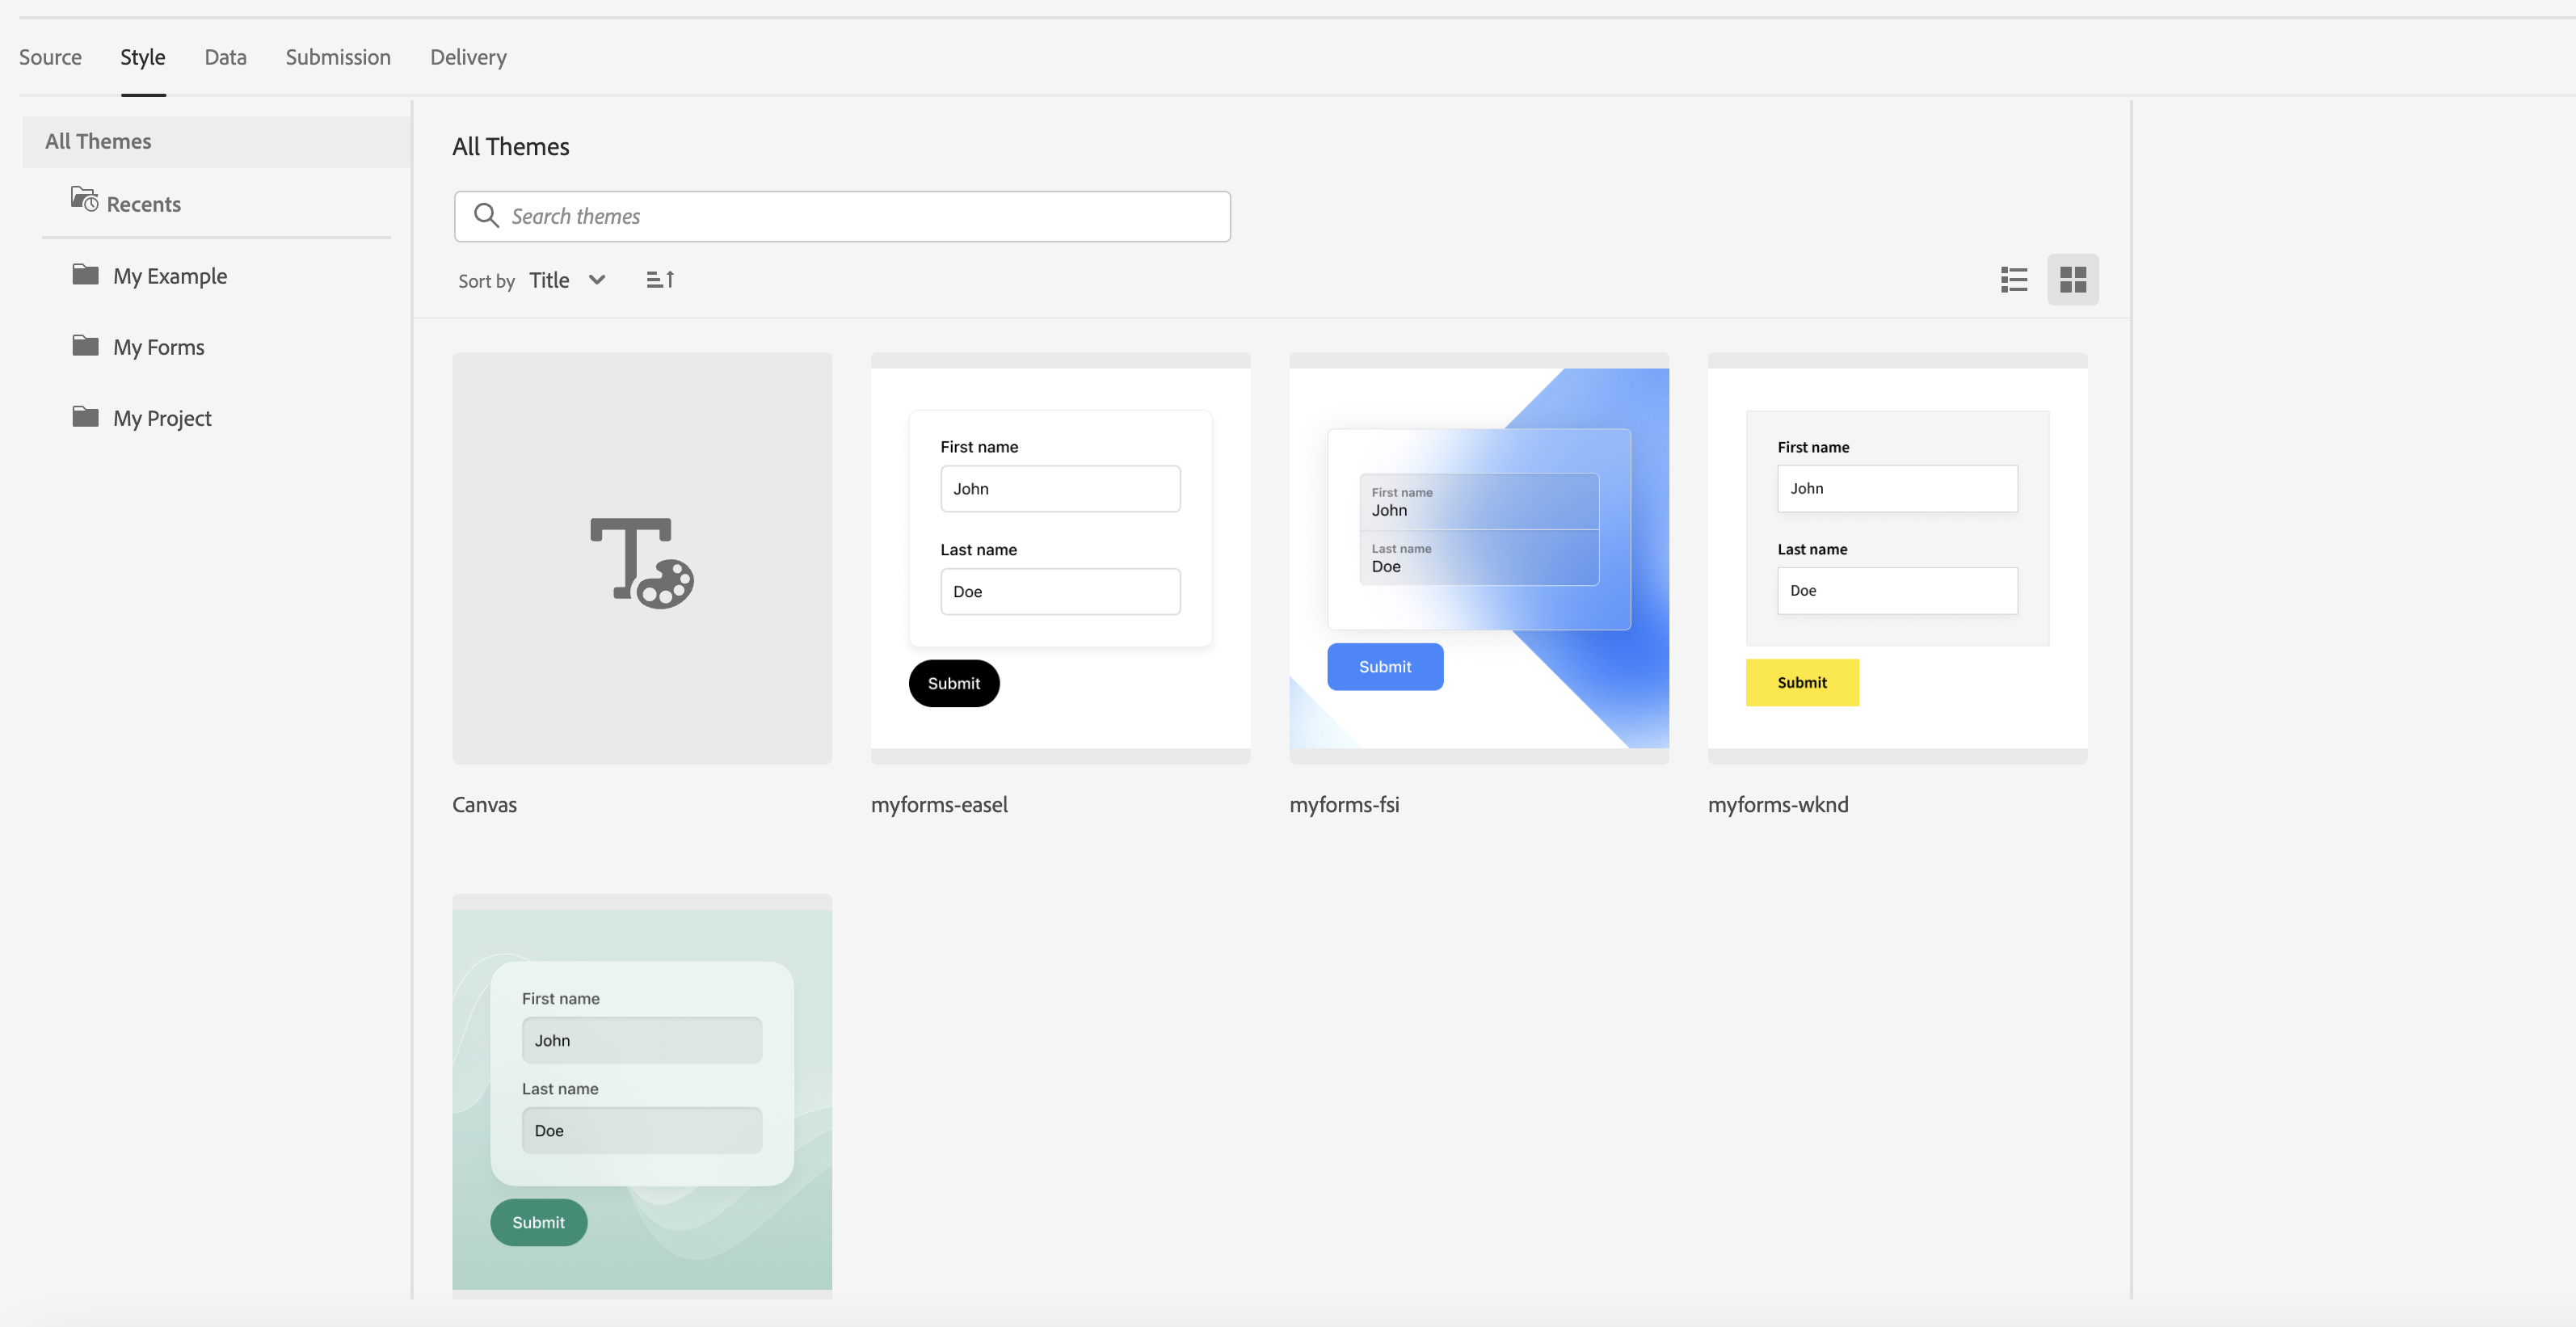 Source Style Data Submission Delivery
All Themes
Recents
My Example
My Forms
My Project
All Themes
Search themes
Sort by Title
First name
John
Last name
Doe
Submit
First name
John
Last name
Doe
Submit
First name
John
Last name
Doe
Submit
Canvas
myforms-easel
myforms-fsi
myforms-wknd
First name
John
Last name
Doe
Submit